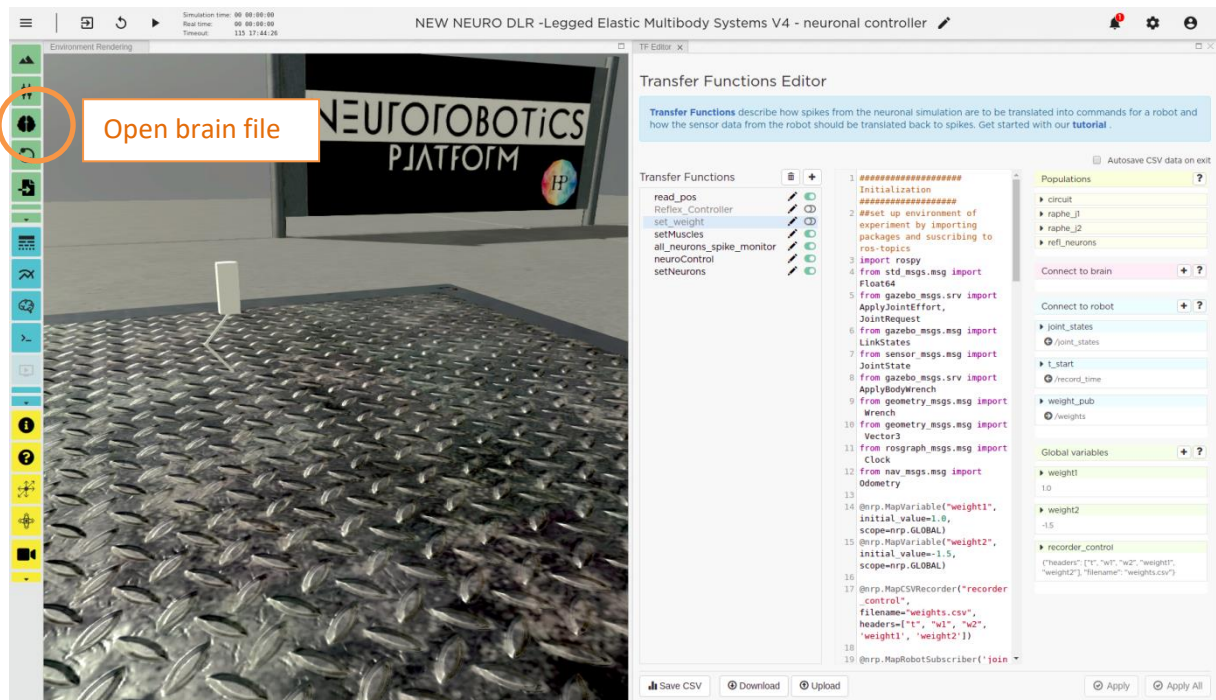 Simulation time: 00 00:00:00
Real time: 00 00:00:00
Timeout: 115 17:44:26
NEW NEURO DLR -Legged Elastic Multibody Systems V4 - neuronal controller
Environment Rendering
Open brain file
NEUROROBOTICS
PLATFORM
HP
TF Editor x
Transfer Functions Editor
Transfer Functions describe how spikes from the neuronal simulation are to be translated into commands for a robot and
how the sensor data from the robot should be translated back to spikes. Get started with our tutorial .
Autosave CSV data on exit
Transfer Functions
read_pos
Reflex_Controller
set_weight
setMuscles
all_neurons_spike_monitor
neuroControl
setNeurons
1 ####################
Initialization
###################
2 ##set up environment of
experiment by importing
packages and suscribing to
ros-topics
3 import rospy
4 from std_msgs.msg import
Float64
5 from gazebo_msgs.srv import
ApplyJointEffort,
JointRequest
6 from gazebo_msgs.msg import
LinkStates
7 from sensor_msgs.msg import
JointState
8 from gazebo_msgs.srv import
ApplyBodyWrench
9 from geometry_msgs.msg import
Wrench
10 from geometry_msgs.msg import
Vector3
11 from rosgraph_msgs.msg import
Clock
12 from nav_msgs.msg import
Odometry
13
14 @nrp.MapVariable("weight1",
initial_value=1.0,
scope=nrp.GLOBAL)
15 @nrp.MapVariable("weight2",
initial_value=-1.5,
scope=nrp.GLOBAL)
16
17 @nrp.MapCSVRecorder("recorder
_control",
filename="weights.csv",
headers=["t", "w1", "w2",
'weight1', 'weight2'])
18
19 @nrp.MapRobotSubscriber('join
Populations ?
circuit
raphe_j1
raphe_j2
refl_neurons
Connect to brain + ?
Connect to robot + ?
joint_states
/joint_states
t_start
/record_time
weight_pub
/weights
Global variables + ?
weight1
1.0
weight2
-1.5
recorder_control
{"headers": ["t", "w1", "w2", "weight1",
"weight2"], "filename": "weights.csv"}
Save CSV
Download
Upload
Apply
Apply All